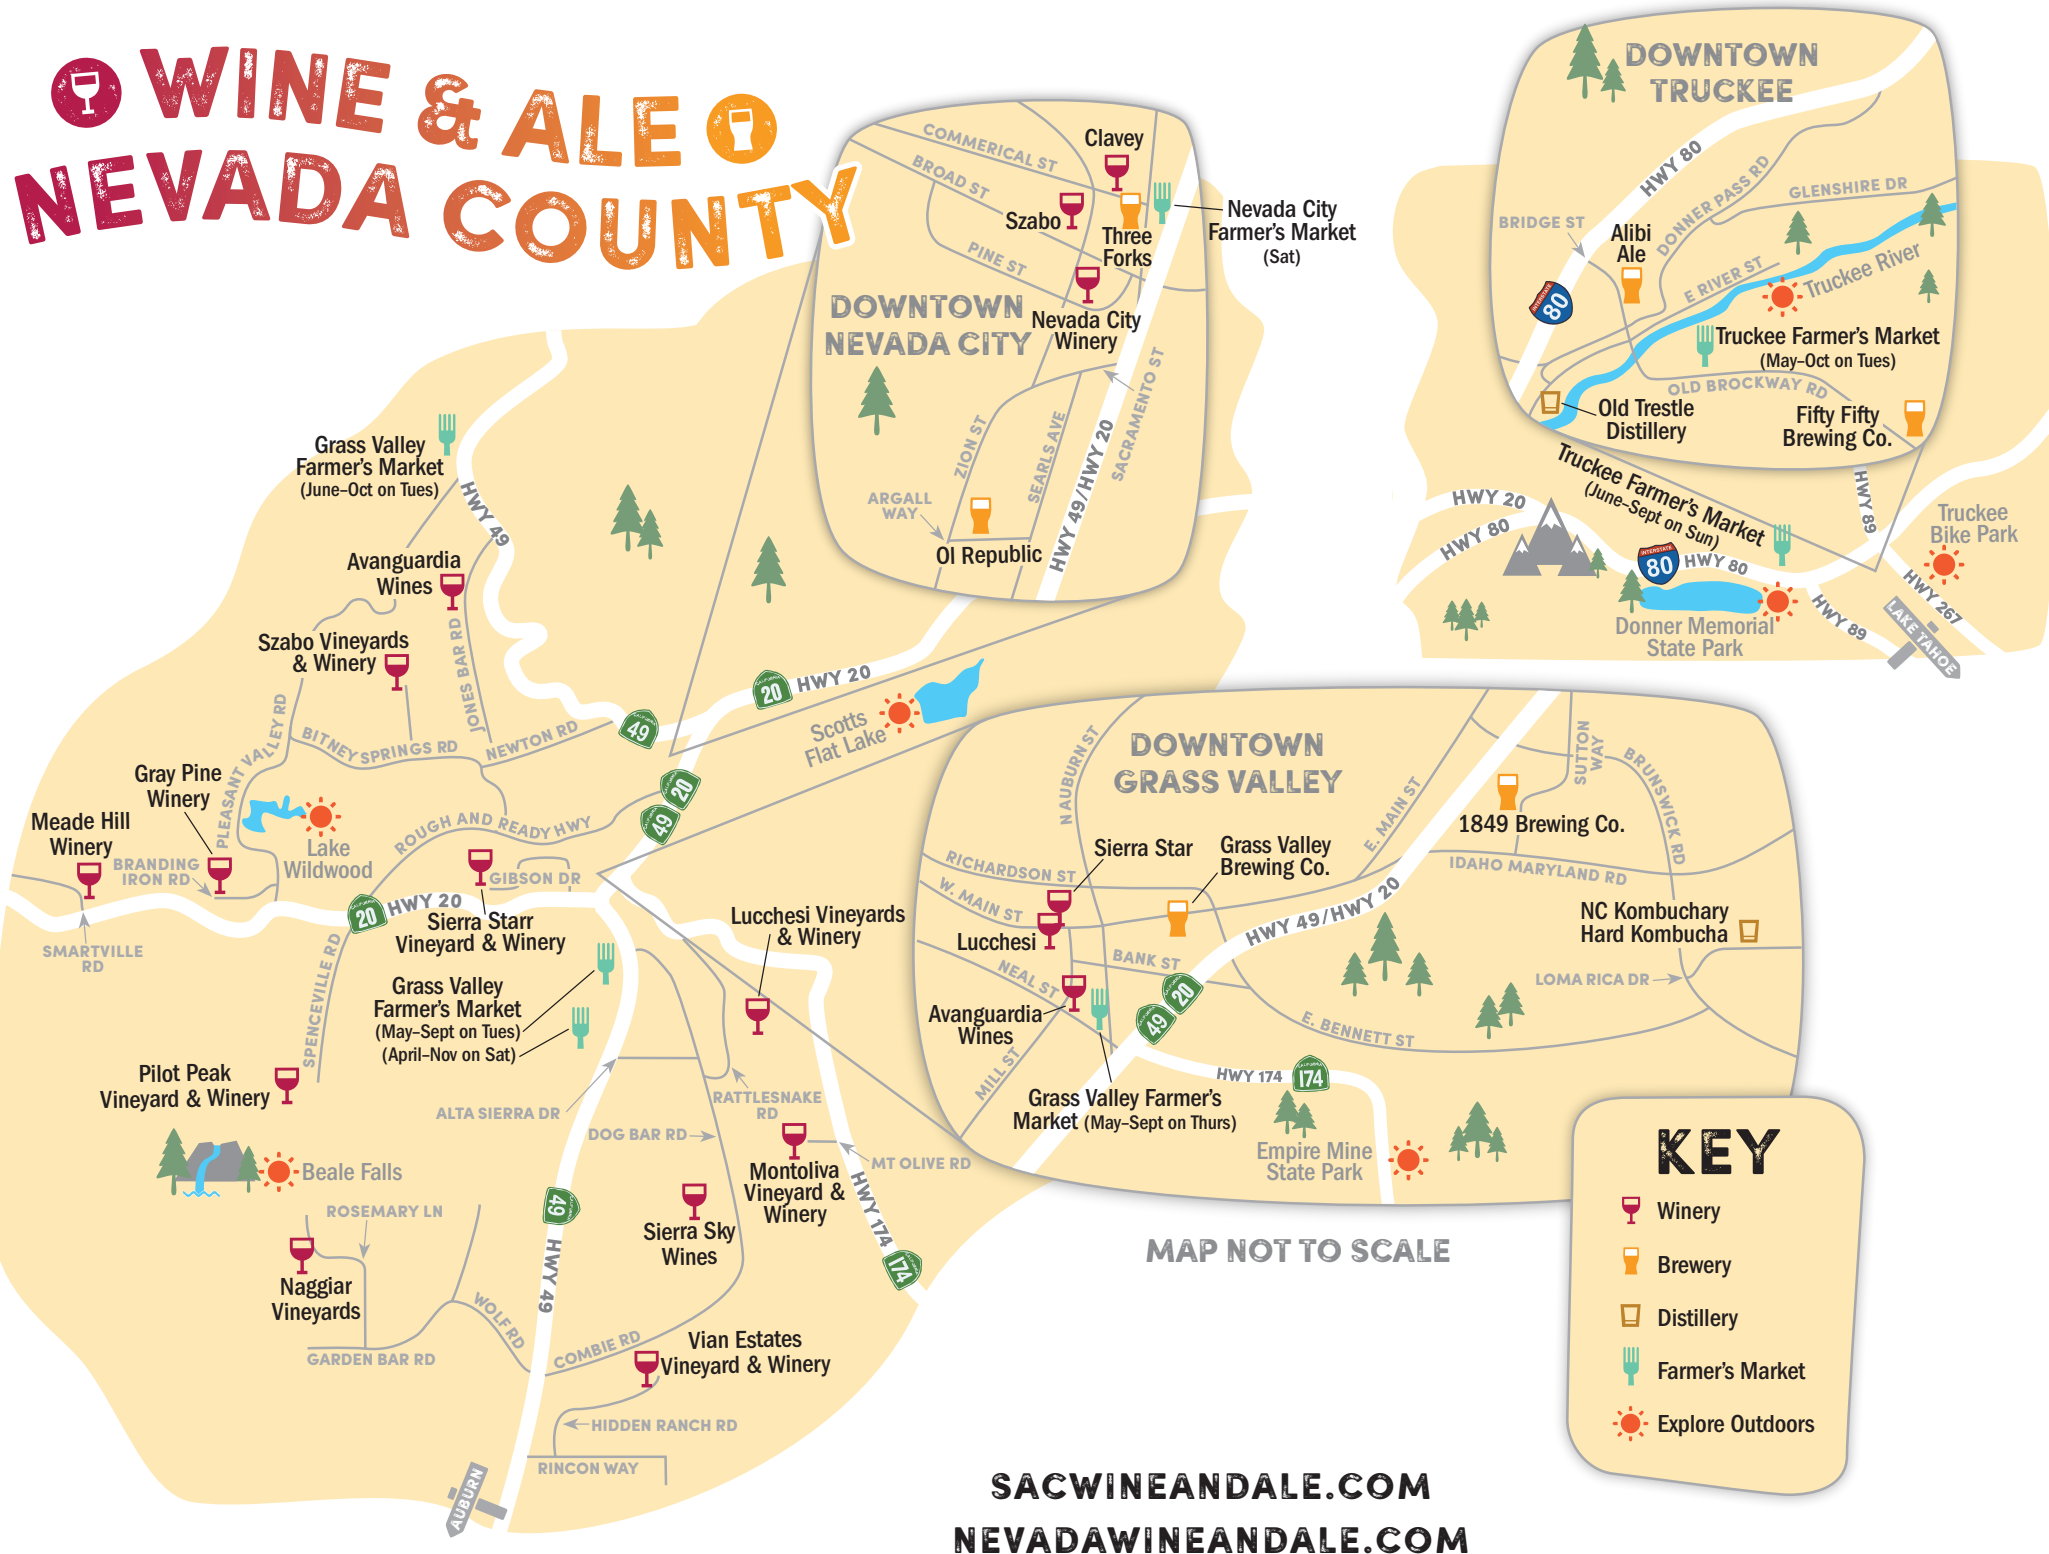 WINE & ALE
NEVADA COUNTY
DOWNTOWN
NEVADA CITY
COMMERICAL ST
BROAD ST
PINE ST
Clavey
Szabo
Three
Forks
Nevada City
Farmer's Market
(Sat)
Nevada City
Winery
ZION ST
SEARLS AVE
SACRAMENTO ST
HWY 49/HWY 20
ARGALL
WAY
Ol Republic
DOWNTOWN
TRUCKEE
HWY 80
DONNER PASS RD
GLENSHIRE DR
BRIDGE ST
Alibi
Ale
E RIVER ST
Truckee River
INTERSTATE
80
Truckee Farmer's Market
(May–Oct on Tues)
OLD BROCKWAY RD
Old Trestle
Distillery
Fifty Fifty
Brewing Co.
Truckee Farmer's Market
(June–Sept on Sun)
HWY 20
HWY 80
INTERSTATE
80
HWY 80
HWY 89
Truckee
Bike Park
HWY 267
HWY 89
LAKE TAHOE
Donner Memorial
State Park
Grass Valley
Farmer's Market
(June–Oct on Tues)
HWY 49
Avanguardia
Wines
Szabo Vineyards
& Winery
JONES BAR RD
PLEASANT VALLEY RD
BITNEY SPRINGS RD
NEWTON RD
CALIFORNIA
49
CALIFORNIA
20
HWY 20
Scotts
Flat Lake
CALIFORNIA
20
CALIFORNIA
49
Gray Pine
Winery
Meade Hill
Winery
BRANDING
IRON RD
Lake
Wildwood
ROUGH AND READY HWY
GIBSON DR
CALIFORNIA
20
HWY 20
Sierra Starr
Vineyard & Winery
SMARTVILLE
RD
SPENCEVILLE RD
Grass Valley
Farmer's Market
(May–Sept on Tues)
(April–Nov on Sat)
Lucchesi Vineyards
& Winery
Pilot Peak
Vineyard & Winery
ALTA SIERRA DR
RATTLESNAKE
RD
DOG BAR RD
MT OLIVE RD
Montoliva
Vineyard &
Winery
Beale Falls
ROSEMARY LN
Naggiar
Vineyards
CALIFORNIA
49
HWY 49
Sierra Sky
Wines
HWY 174
CALIFORNIA
174
GARDEN BAR RD
WOLF RD
COMBIE RD
Vian Estates
Vineyard & Winery
HIDDEN RANCH RD
RINCON WAY
AUBURN
DOWNTOWN
GRASS VALLEY
N AUBURN ST
E. MAIN ST
SUTTON
WAY
BRUNSWICK RD
1849 Brewing Co.
Sierra Star
Grass Valley
Brewing Co.
RICHARDSON ST
W. MAIN ST
IDAHO MARYLAND RD
HWY 49/HWY 20
Lucchesi
NC Kombuchary
Hard Kombucha
BANK ST
NEAL ST
LOMA RICA DR
Avanguardia
Wines
CALIFORNIA
20
CALIFORNIA
49
E. BENNETT ST
MILL ST
HWY 174
CALIFORNIA
174
Grass Valley Farmer's
Market (May–Sept on Thurs)
Empire Mine
State Park
MAP NOT TO SCALE
KEY
Winery
Brewery
Distillery
Farmer's Market
Explore Outdoors
SACWINEANDALE.COM
NEVADAWINEANDALE.COM